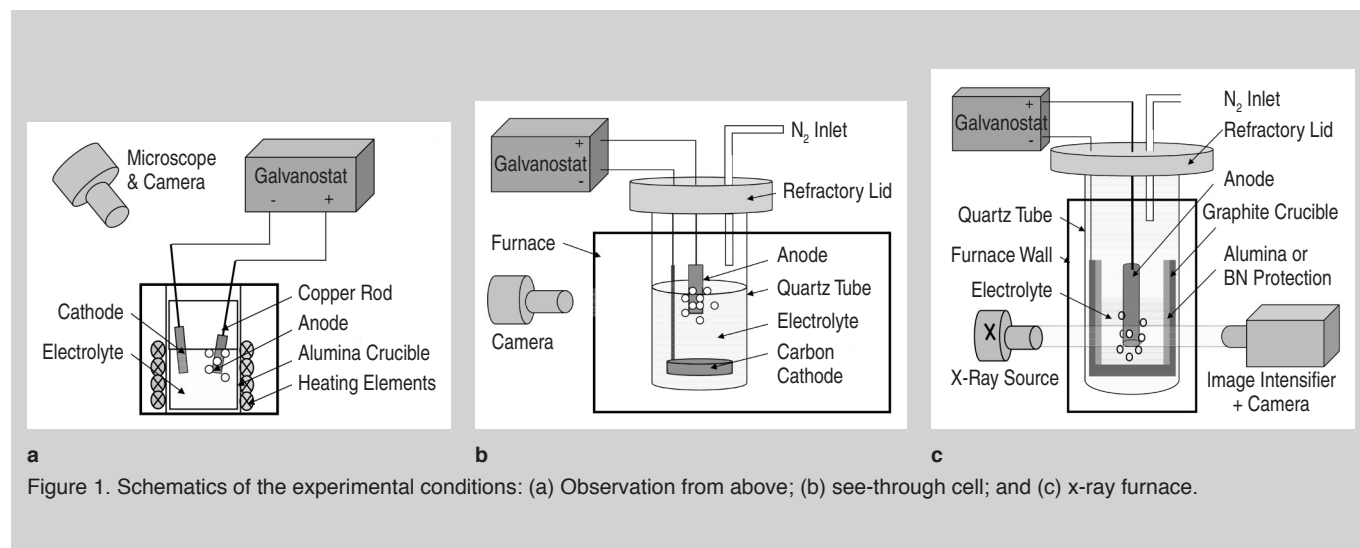 Microscope
& Camera
Galvanostat
- +
Cathode
Electrolyte
Copper Rod
Anode
Alumina Crucible
Heating Elements
a
Galvanostat
+
-
N2 Inlet
Refractory Lid
Furnace
Camera
Anode
Quartz Tube
Electrolyte
Carbon
Cathode
b
Galvanostat
+
-
N2 Inlet
Refractory Lid
Anode
Graphite Crucible
Quartz Tube
Furnace Wall
Alumina or
BN Protection
Electrolyte
X
X-Ray Source
Image Intensifier
+ Camera
c
Figure 1. Schematics of the experimental conditions: (a) Observation from above; (b) see-through cell; and (c) x-ray furnace.